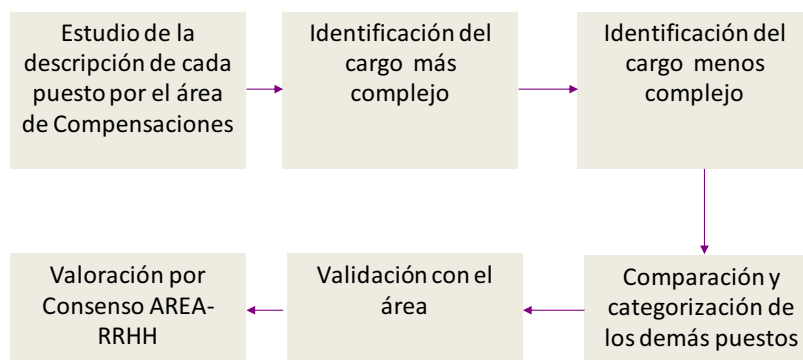 Estudio de la
descripción de cada
puesto por el área
de Compensaciones
Identificación del
cargo más
complejo
Identificación del
cargo menos
complejo
Comparación y
categorización de
los demás puestos
Validación con el
área
Valoración por
Consenso AREA-
RRHH